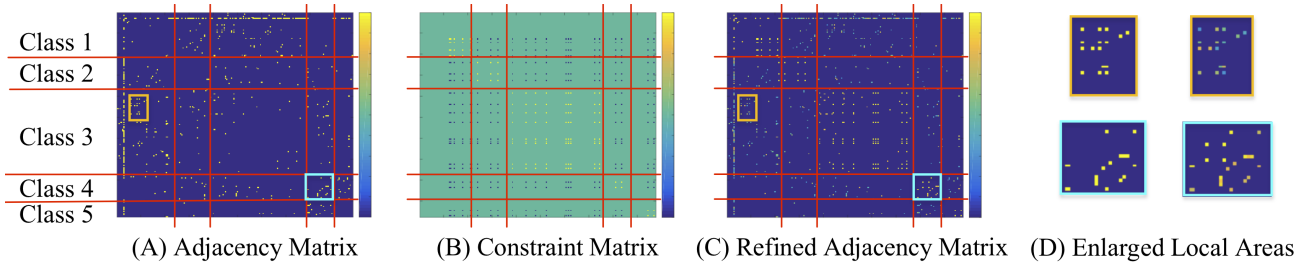 Class 1
Class 2
Class 3
Class 4
Class 5
(A) Adjacency Matrix
(B) Constraint Matrix
(C) Refined Adjacency Matrix
(D) Enlarged Local Areas